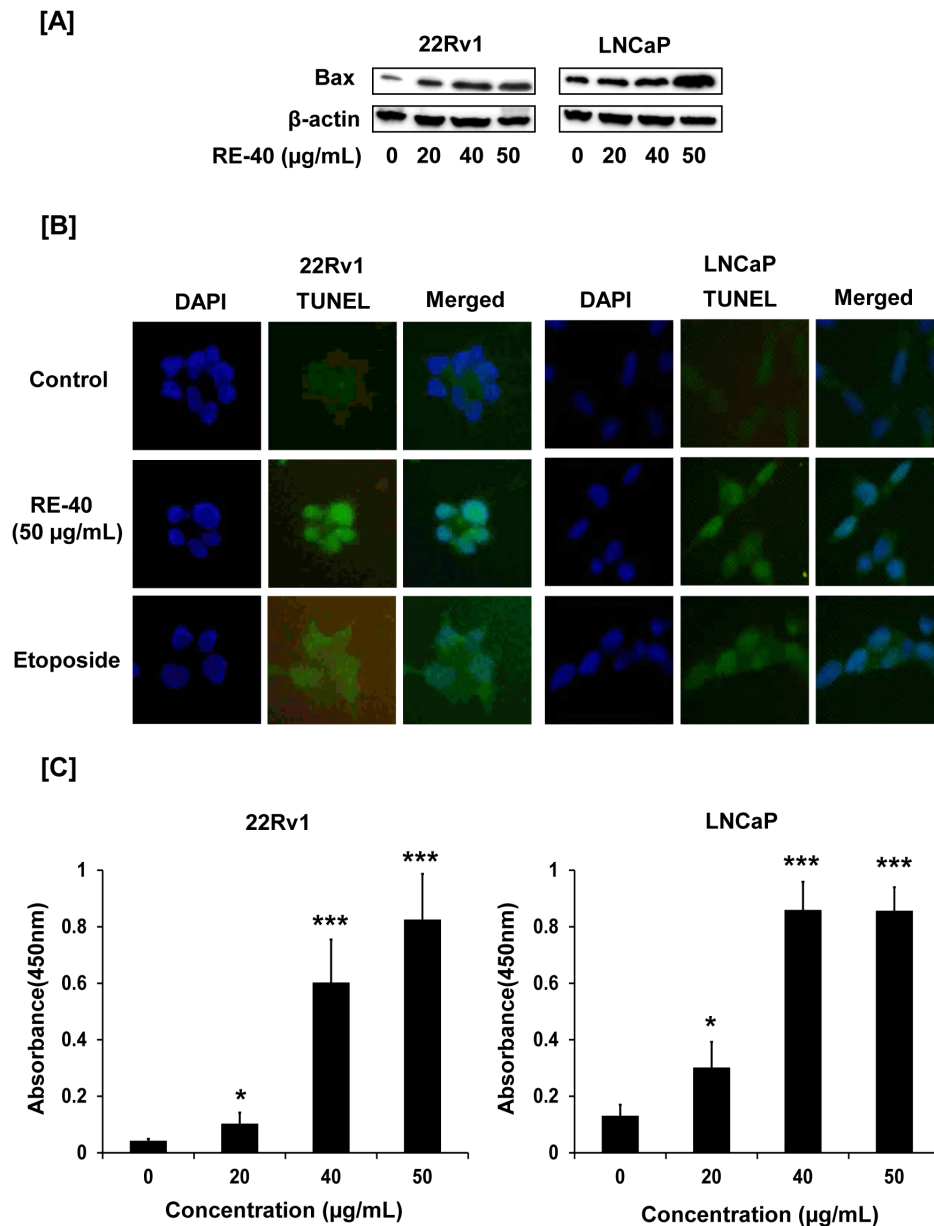 [A]
22Rv1 LNCaP
Bax
β-actin
RE-40 (µg/mL) 0 20 40 50 0 20 40 50
[B]
22Rv1 LNCaP
DAPI TUNEL Merged DAPI TUNEL Merged
Control
RE-40
(50 µg/mL)
Etoposide
[C]
22Rv1
***
***
*
1
0.8
0.6
0.4
0.2
0
Absorbance(450nm)
0 20 40 50
Concentration (µg/mL)
LNCaP
*** ***
*
1
0.8
0.6
0.4
0.2
0
Absorbance(450nm)
0 20 40 50
Concentration (µg/mL)